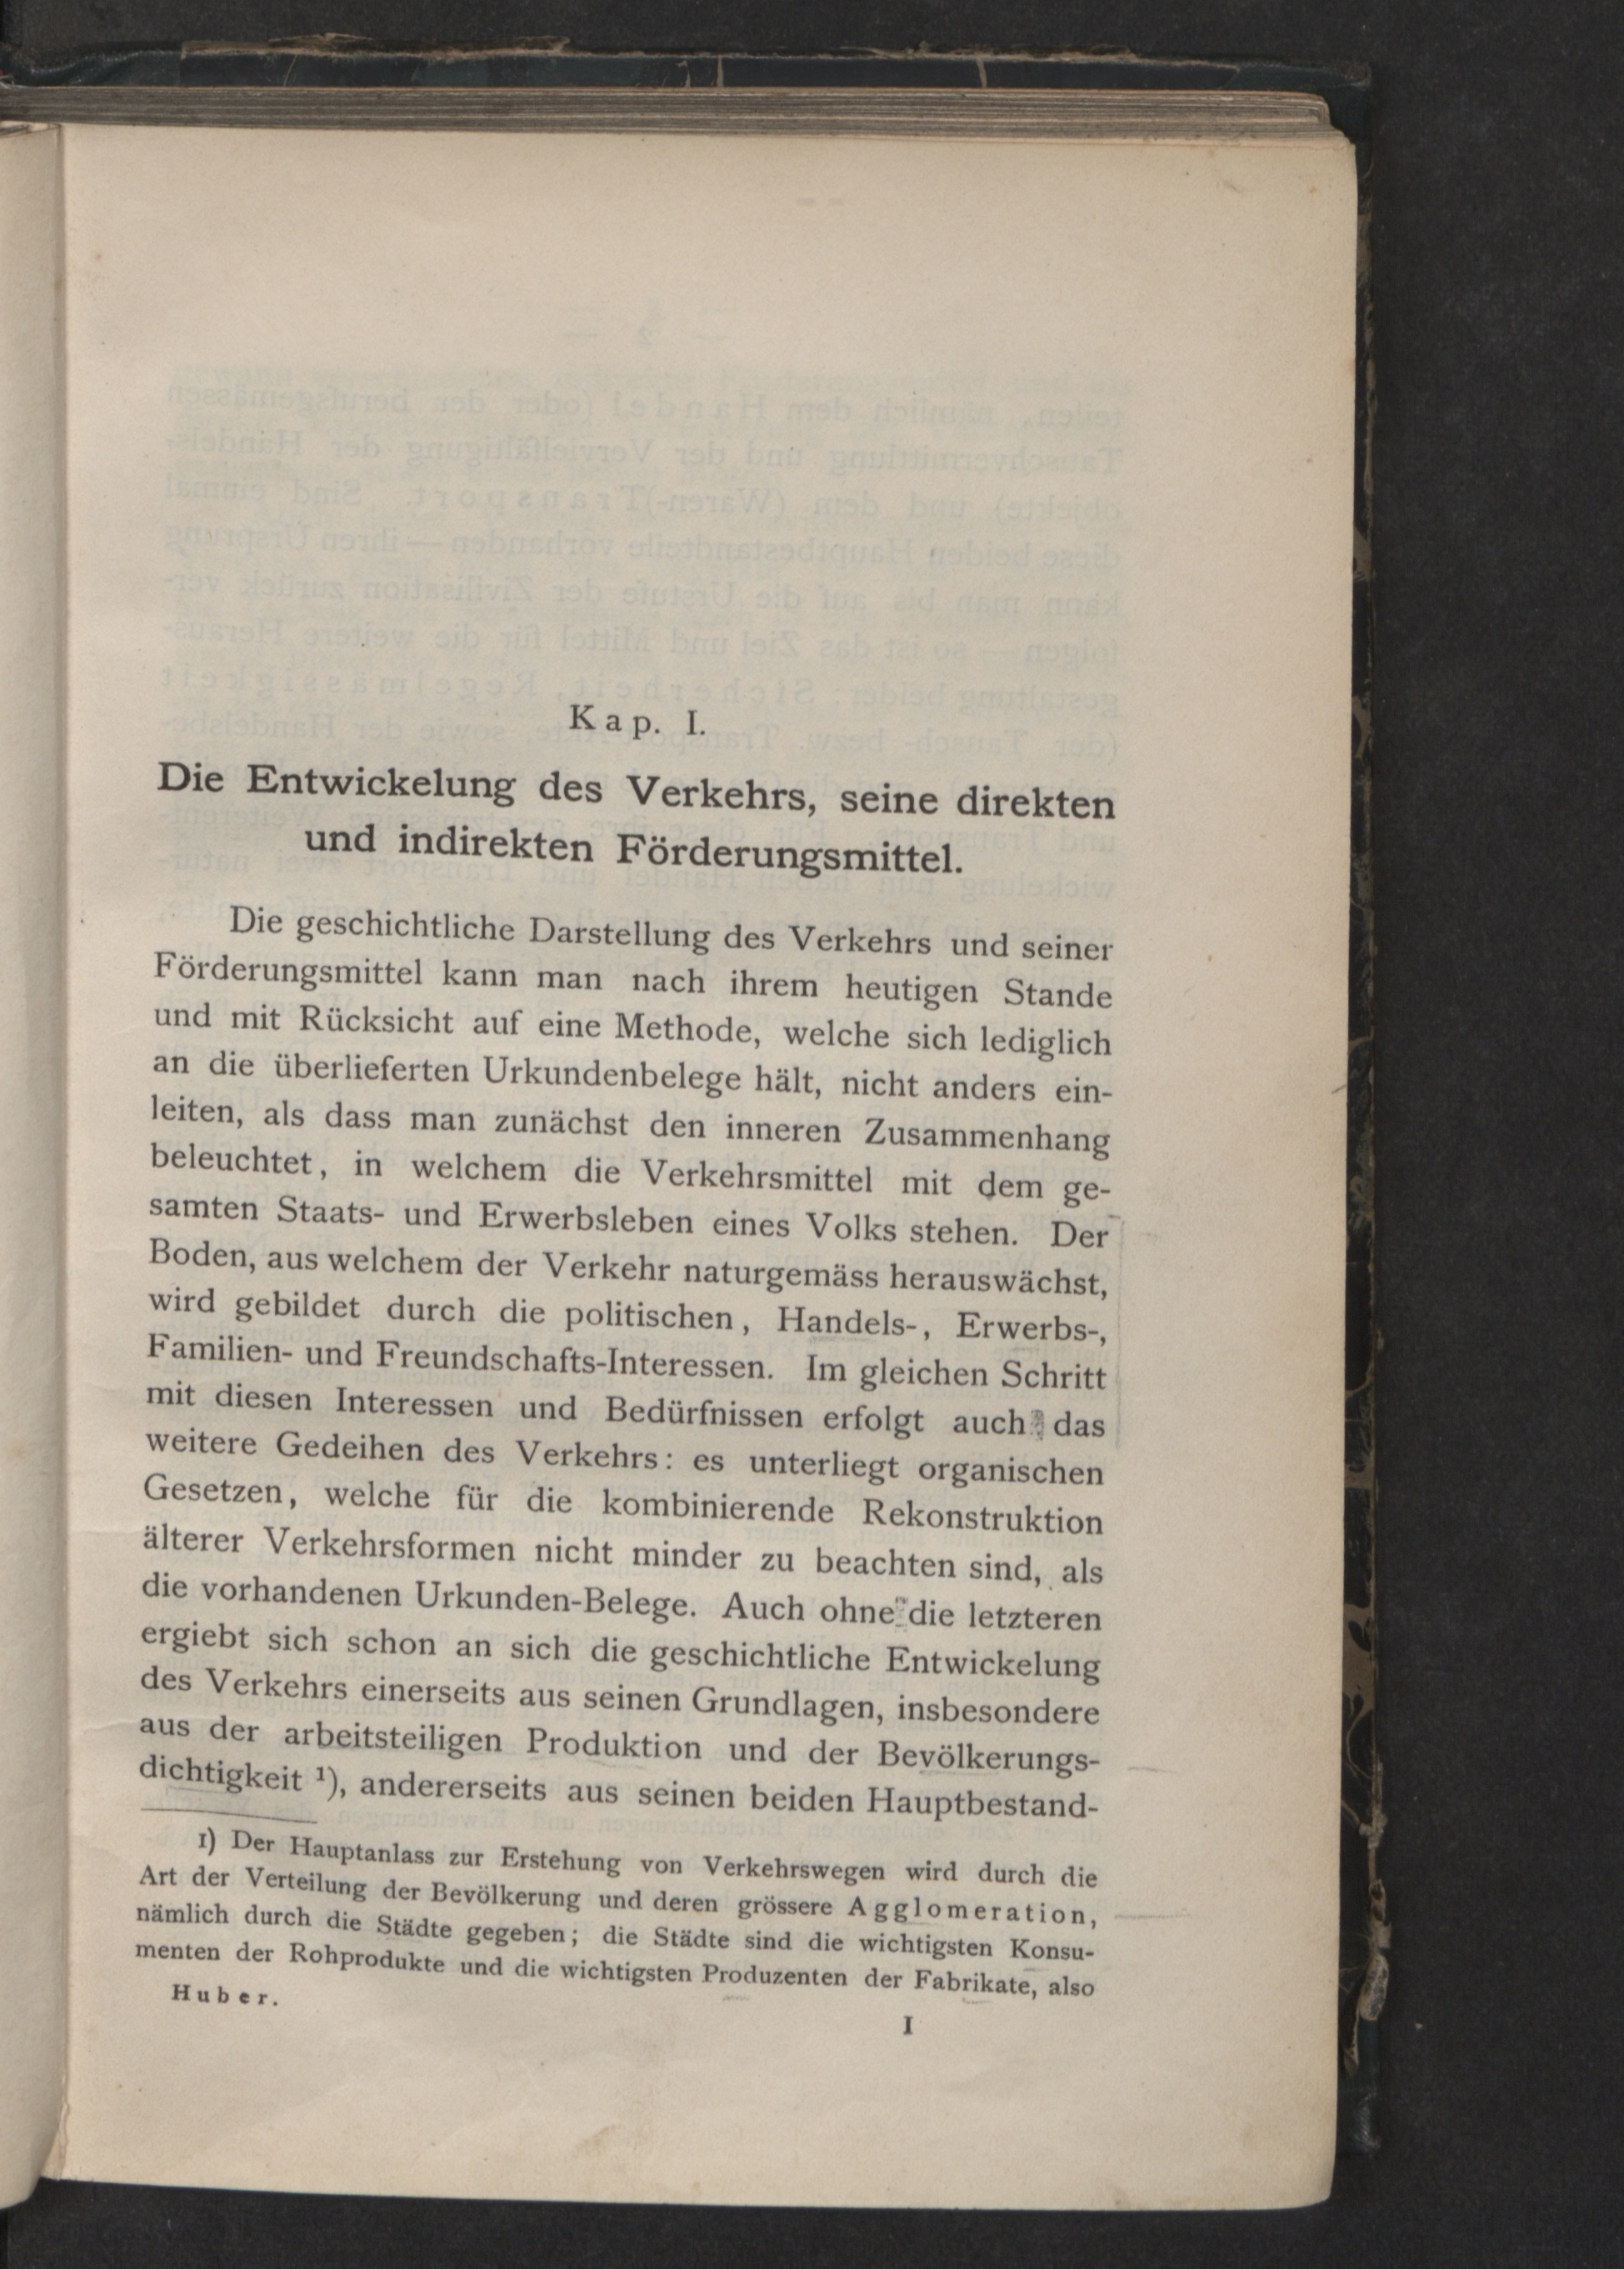 Kap. I.
Die Entwickelung des Verkehrs, seine direkten
und indirekten Förderungsmittel.
Die geschichtliche Darstellung des Verkehrs und seiner
Förderungsmittel kann man nach ihrem heutigen Stande
und mit Rücksicht auf eine Methode, welche sich lediglich
an die überlieferten Urkundenbelege hält, nicht anders ein-
leiten, als dass man zunächst den inneren Zusammenhang
beleuchtet, in welchem die Verkehrsmittel mit dem ge-
samten Staats- und Erwerbsleben eines Volks stehen. Der
Boden, aus welchem der Verkehr naturgemäss herauswächst,
wird gebildet durch die politischen, Handels-, Erwerbs-,
Familien- und Freundschafts-Interessen. Im gleichen Schritt
mit diesen Interessen und Bedürfnissen erfolgt auch das
weitere Gedeihen des Verkehrs: es unterliegt organischen
Gesetzen, welche für die kombinierende Rekonstruktion
älterer Verkehrsformen nicht minder zu beachten sind, als
die vorhandenen Urkunden-Belege. Auch ohne die letzteren
ergiebt sich schon an sich die geschichtliche Entwickelung
des Verkehrs einerseits aus seinen Grundlagen, insbesondere
aus der arbeitsteiligen Produktion und der Bevölkerungs-
dichtigkeit ¹), andererseits aus seinen beiden Hauptbestand-
1) Der Hauptanlass zur Erstehung von Verkehrswegen wird durch die
Art der Verteilung der Bevölkerung und deren grössere Agglomeration,
nämlich durch die Städte gegeben; die Städte sind die wichtigsten Konsu-
menten der Rohprodukte und die wichtigsten Produzenten der Fabrikate, also
Huber.
1